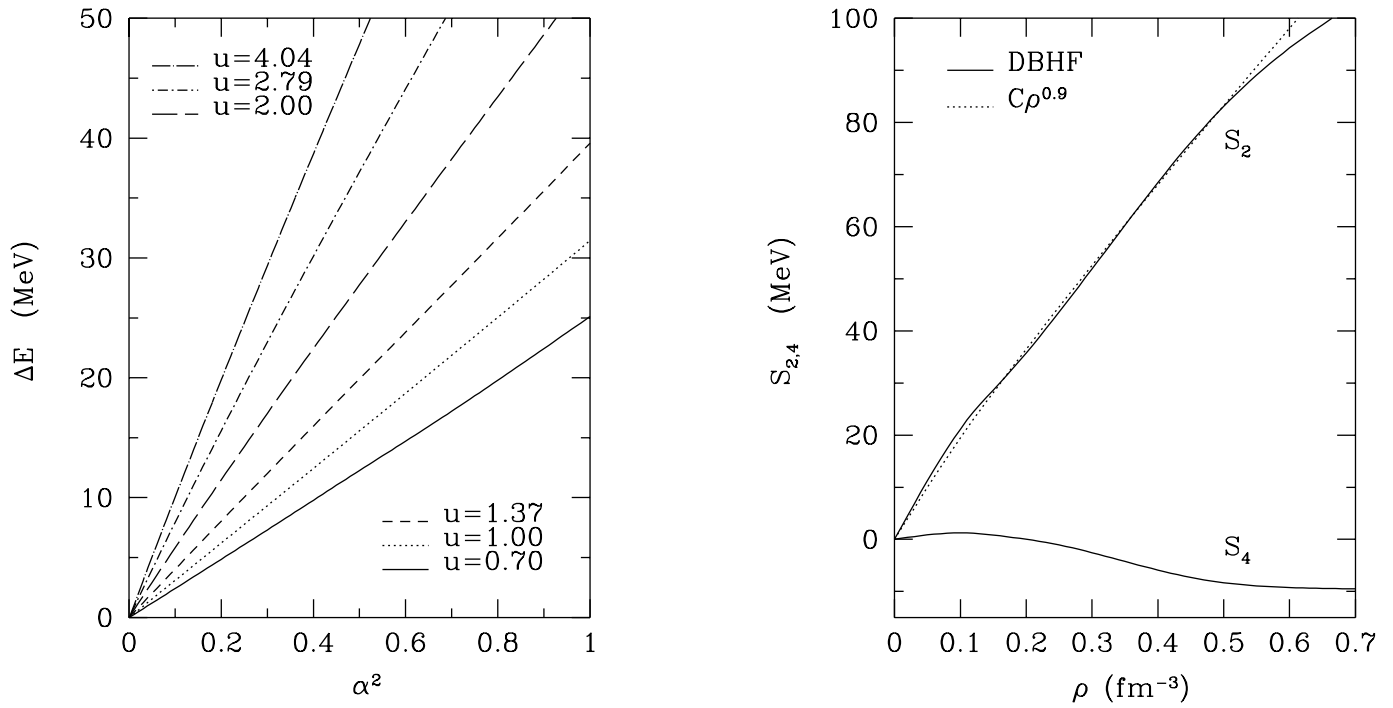 50
40
30
20
10
0
ΔE (MeV)
u=4.04
u=2.79
u=2.00
u=1.37
u=1.00
u=0.70
0 0.2 0.4 0.6 0.8 1
α²
100
80
60
40
20
0
S₂,₄ (MeV)
DBHF
Cρ⁰·⁹
S₂
S₄
0 0.1 0.2 0.3 0.4 0.5 0.6 0.7
ρ (fm⁻³)